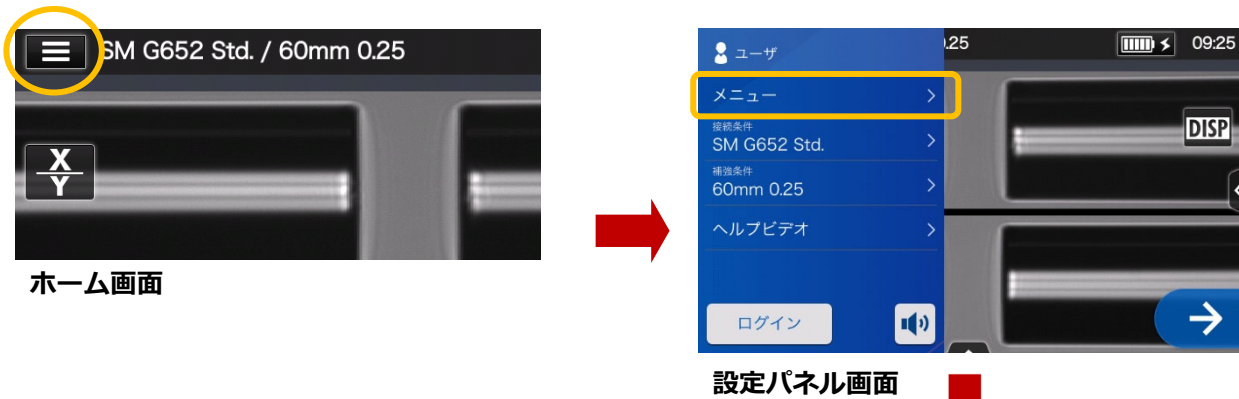 SM G652 Std. / 60mm 0.25
X
Y
ホーム画面
ユーザ
.25
09:25
メニュー
接続条件
SM G652 Std.
補強条件
60mm 0.25
ヘルプビデオ
ログイン
DISP
設定パネル画面